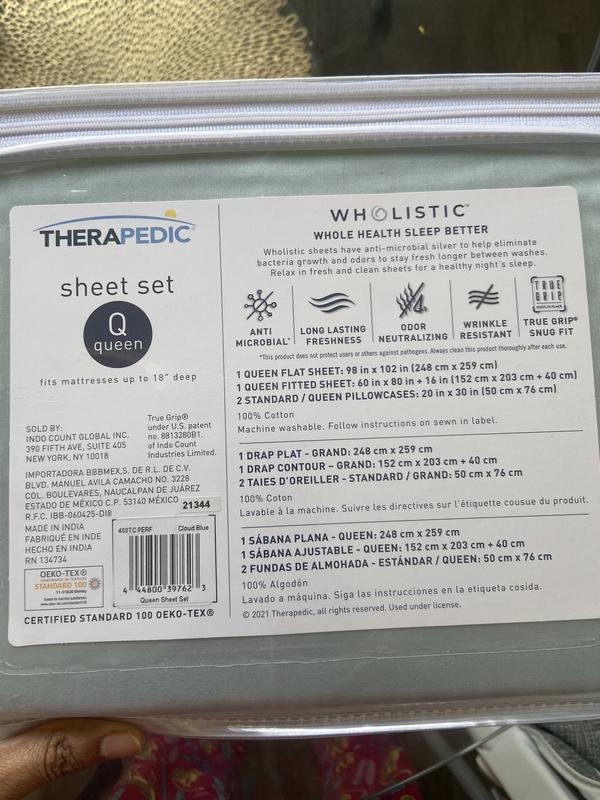 THERAPEDIC®
sheet set
Q
queen
fits mattresses up to 18" deep
SOLD BY:
INDO COUNT GLOBAL INC.
390 FIFTH AVE, SUITE 405
NEW YORK, NY 10018
True Grip®
under U.S. patent
no. 8813280B1.
of Indo Count
Industries Limited.
IMPORTADORA BBBMEX,S. DE R.L. DE C.V.
BLVD. MANUEL AVILA CAMACHO NO. 3228
COL. BOULEVARES, NAUCALPAN DE JUÁREZ
ESTADO DE MÉXICO C.P. 53140 MÉXICO
R.F.C. IBB-060425-DI8
21344
MADE IN INDIA
FABRIQUÉ EN INDE
HECHO EN INDIA
RN 134734
400TC PERF Cloud Blue
4 44800 39762 3
Queen Sheet Set
OEKO-TEX®
CONFIDENCE IN TEXTILES
STANDARD 100
CERTIFIED STANDARD 100 OEKO-TEX®
WHOLISTIC™
WHOLE HEALTH SLEEP BETTER
Wholistic sheets have anti-microbial silver to help eliminate
bacteria growth and odors to stay fresh longer between washes.
Relax in fresh and clean sheets for a healthy night's sleep.
ANTI
MICROBIAL*
LONG LASTING
FRESHNESS
ODOR
NEUTRALIZING
WRINKLE
RESISTANT
TRUE
GRIP
TRUE GRIP®
SNUG FIT
*This product does not protect users or others against pathogens. Always clean this product thoroughly after each use.
1 QUEEN FLAT SHEET: 98 in x 102 in (248 cm x 259 cm)
1 QUEEN FITTED SHEET: 60 in x 80 in + 16 in (152 cm x 203 cm + 40 cm)
2 STANDARD / QUEEN PILLOWCASES: 20 in x 30 in (50 cm x 76 cm)
100% Cotton
Machine washable. Follow instructions on sewn in label.
1 DRAP PLAT - GRAND: 248 cm x 259 cm
1 DRAP CONTOUR – GRAND: 152 cm x 203 cm + 40 cm
2 TAIES D'OREILLER - STANDARD / GRAND: 50 cm x 76 cm
100% Coton
Lavable à la machine. Suivre les directives sur l'étiquette cousue du produit.
1 SÁBANA PLANA - QUEEN: 248 cm x 259 cm
1 SÁBANA AJUSTABLE - QUEEN: 152 cm x 203 cm + 40 cm
2 FUNDAS DE ALMOHADA - ESTÁNDAR / QUEEN: 50 cm x 76 cm
100% Algodón
Lavado a máquina. Siga las instrucciones en la etiqueta cosida.
© 2021 Therapedic, all rights reserved. Used under license.